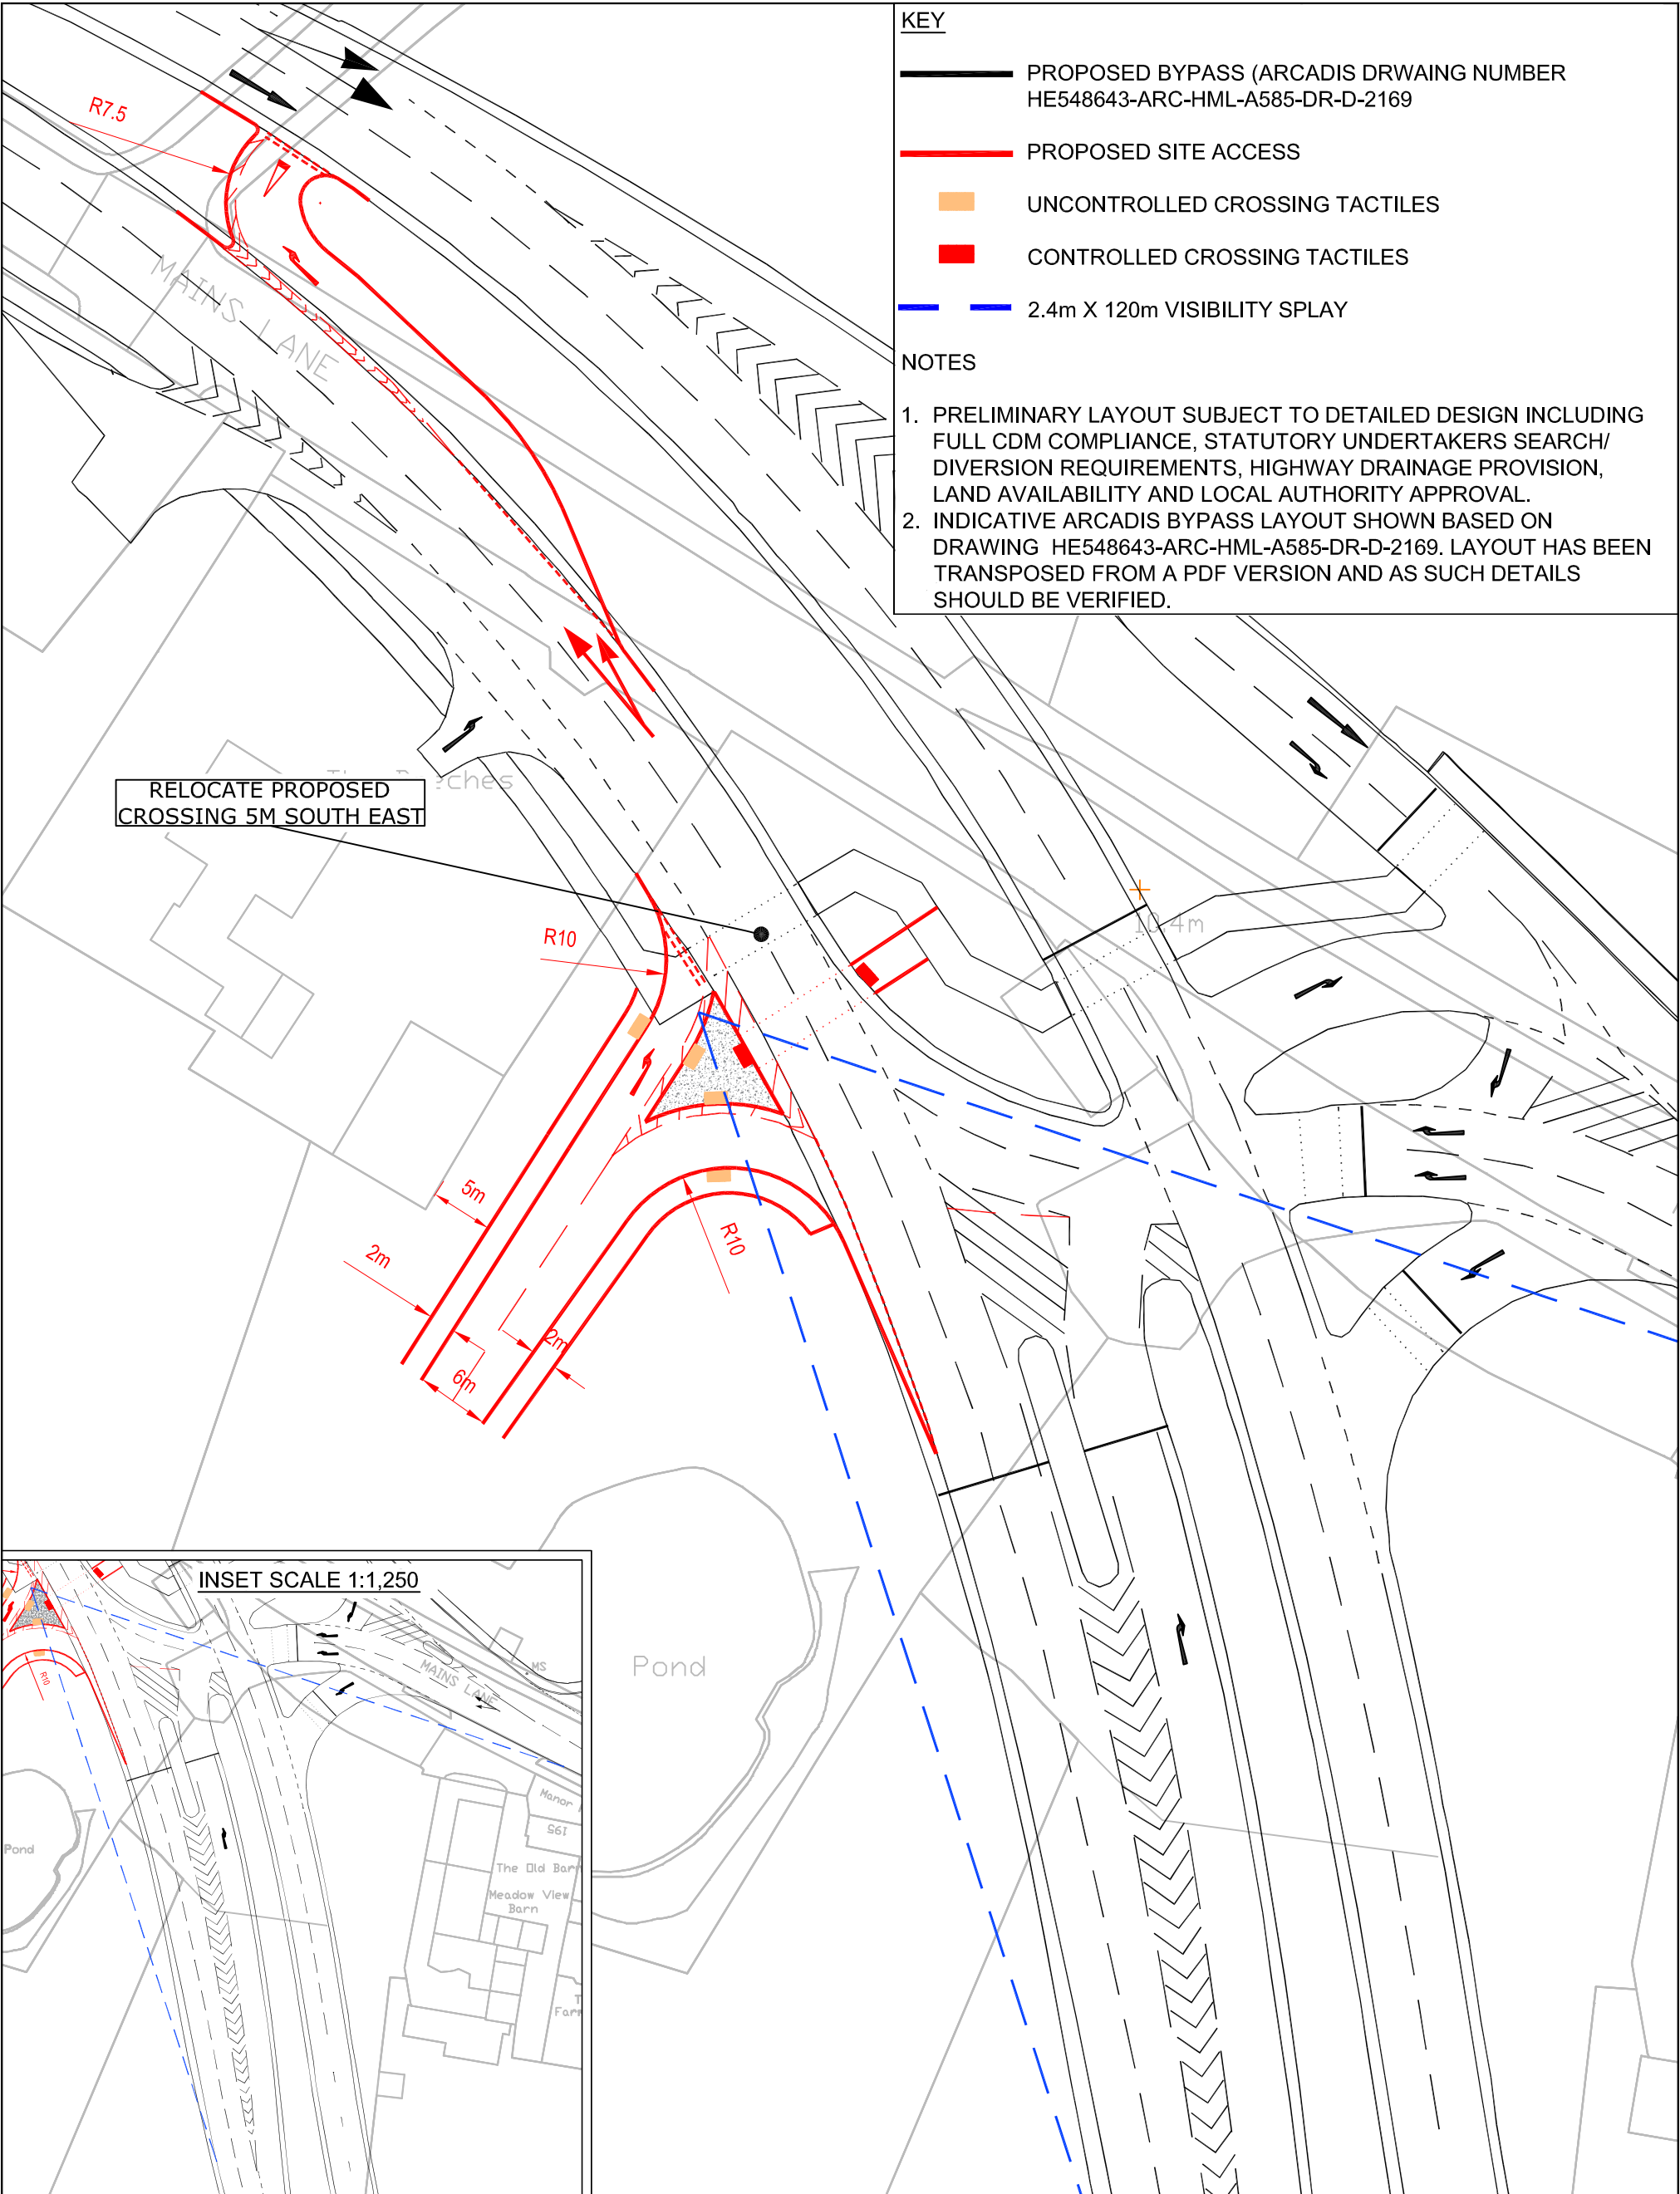 KEY
PROPOSED BYPASS (ARCADIS DRWAING NUMBER
HE548643-ARC-HML-A585-DR-D-2169
PROPOSED SITE ACCESS
UNCONTROLLED CROSSING TACTILES
CONTROLLED CROSSING TACTILES
2.4m X 120m VISIBILITY SPLAY
NOTES
1. PRELIMINARY LAYOUT SUBJECT TO DETAILED DESIGN INCLUDING
FULL CDM COMPLIANCE, STATUTORY UNDERTAKERS SEARCH/
DIVERSION REQUIREMENTS, HIGHWAY DRAINAGE PROVISION,
LAND AVAILABILITY AND LOCAL AUTHORITY APPROVAL.
2. INDICATIVE ARCADIS BYPASS LAYOUT SHOWN BASED ON
DRAWING HE548643-ARC-HML-A585-DR-D-2169. LAYOUT HAS BEEN
TRANSPOSED FROM A PDF VERSION AND AS SUCH DETAILS
SHOULD BE VERIFIED.
R7.5
MAINS LANE
RELOCATE PROPOSED
CROSSING 5M SOUTH EAST
R10
10.4m
5m
2m
R10
2m
6m
Pond
INSET SCALE 1:1,250
MAINS LANE
MS
R10
Manor
195
Pond
The Old Barn
Meadow View
Barn